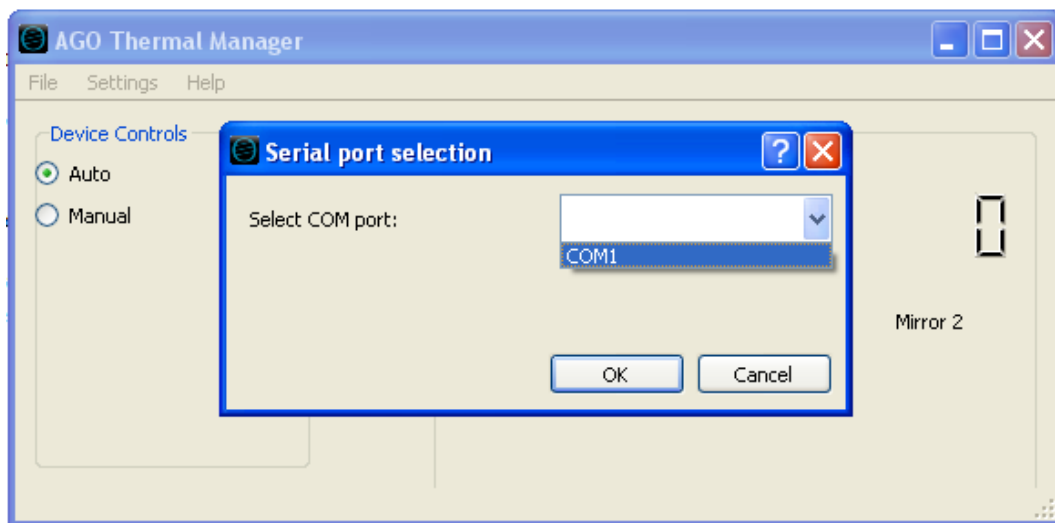 AGO Thermal Manager
File Settings Help
Device Controls
Auto
Manual
Serial port selection
Select COM port:
COM1
OK Cancel
0
Mirror 2